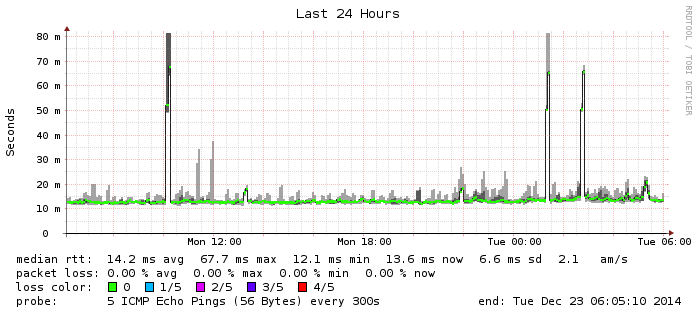 Last 24 Hours
RRDTOOL / TOBI OETIKER
Seconds
80 m
70 m
60 m
50 m
40 m
30 m
20 m
10 m
0
Mon 12:00 Mon 18:00 Tue 00:00 Tue 06:00
median rtt: 14.2 ms avg 67.7 ms max 12.1 ms min 13.6 ms now 6.6 ms sd 2.1 am/s
packet loss: 0.00 % avg 0.00 % max 0.00 % min 0.00 % now
loss color: 0 1/5 2/5 3/5 4/5
probe: 5 ICMP Echo Pings (56 Bytes) every 300s end: Tue Dec 23 06:05:10 2014